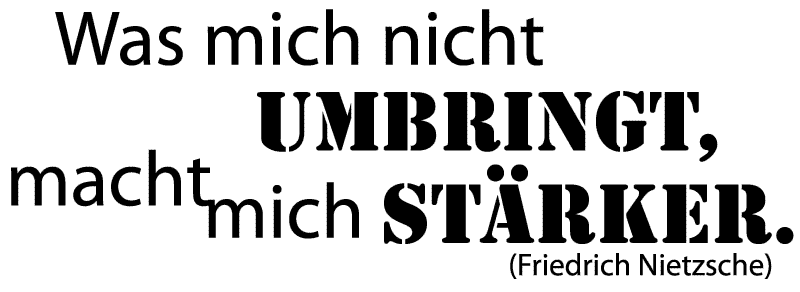 Was mich nicht
UMBRINGT,
macht mich STÄRKER.
(Friedrich Nietzsche)